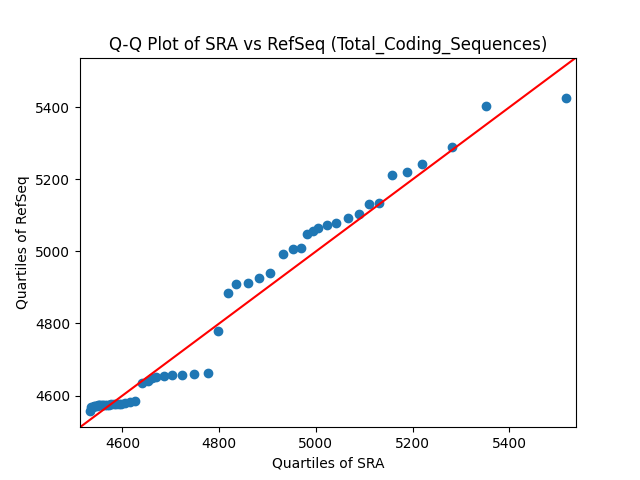 Q-Q Plot of SRA vs RefSeq (Total_Coding_Sequences)
Quartiles of RefSeq
5400
5200
5000
4800
4600
4600 4800 5000 5200 5400
Quartiles of SRA